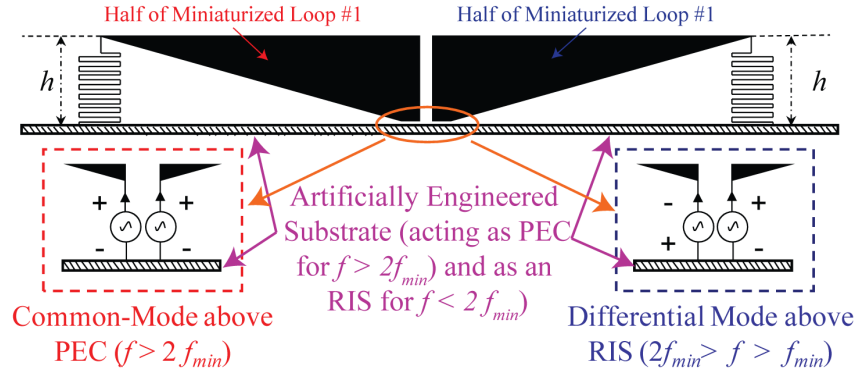 Half of Miniaturized Loop #1
Half of Miniaturized Loop #1
h
h
+
+
-
-
Artificially Engineered
Substrate (acting as PEC
for f > 2f_min) and as an
RIS for f < 2 f_min)
-
+
+
-
Common-Mode above
PEC (f > 2 f_min)
Differential Mode above
RIS (2f_min> f > f_min)